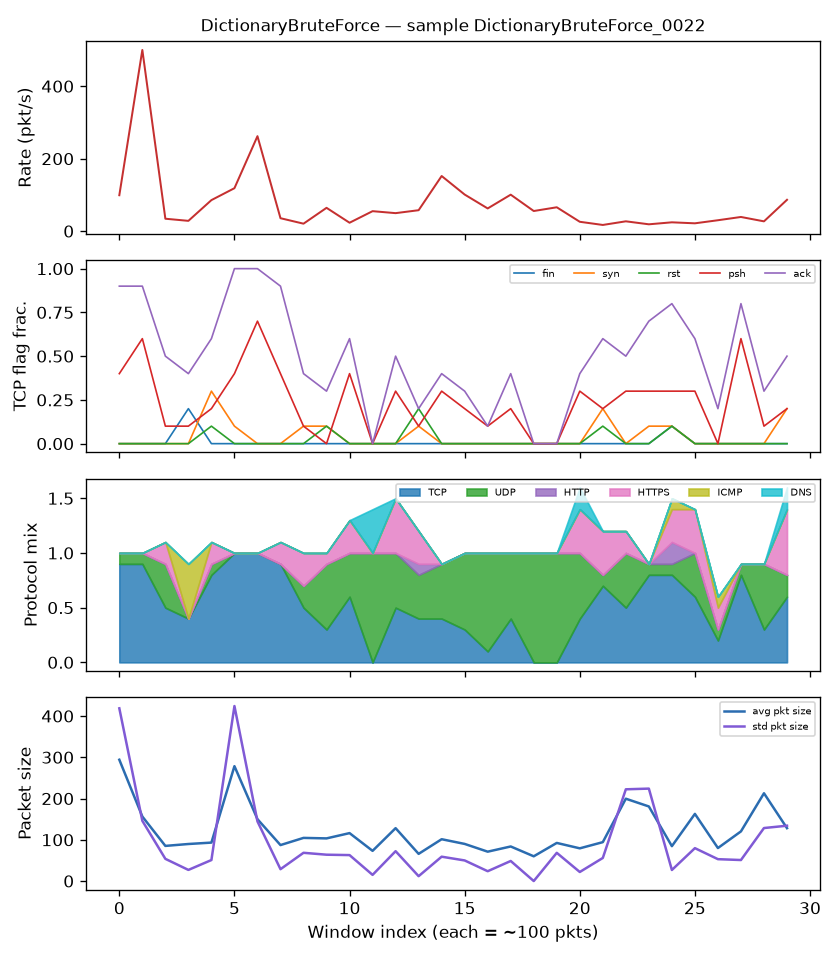 DictionaryBruteForce — sample DictionaryBruteForce_0022
Rate (pkt/s)
400
200
0
TCP flag frac.
1.00
0.75
0.50
0.25
0.00
fin syn rst psh ack
Protocol mix
1.5
1.0
0.5
0.0
TCP UDP HTTP HTTPS ICMP DNS
Packet size
400
300
200
100
0
avg pkt size
std pkt size
0 5 10 15 20 25 30
Window index (each = ~100 pkts)